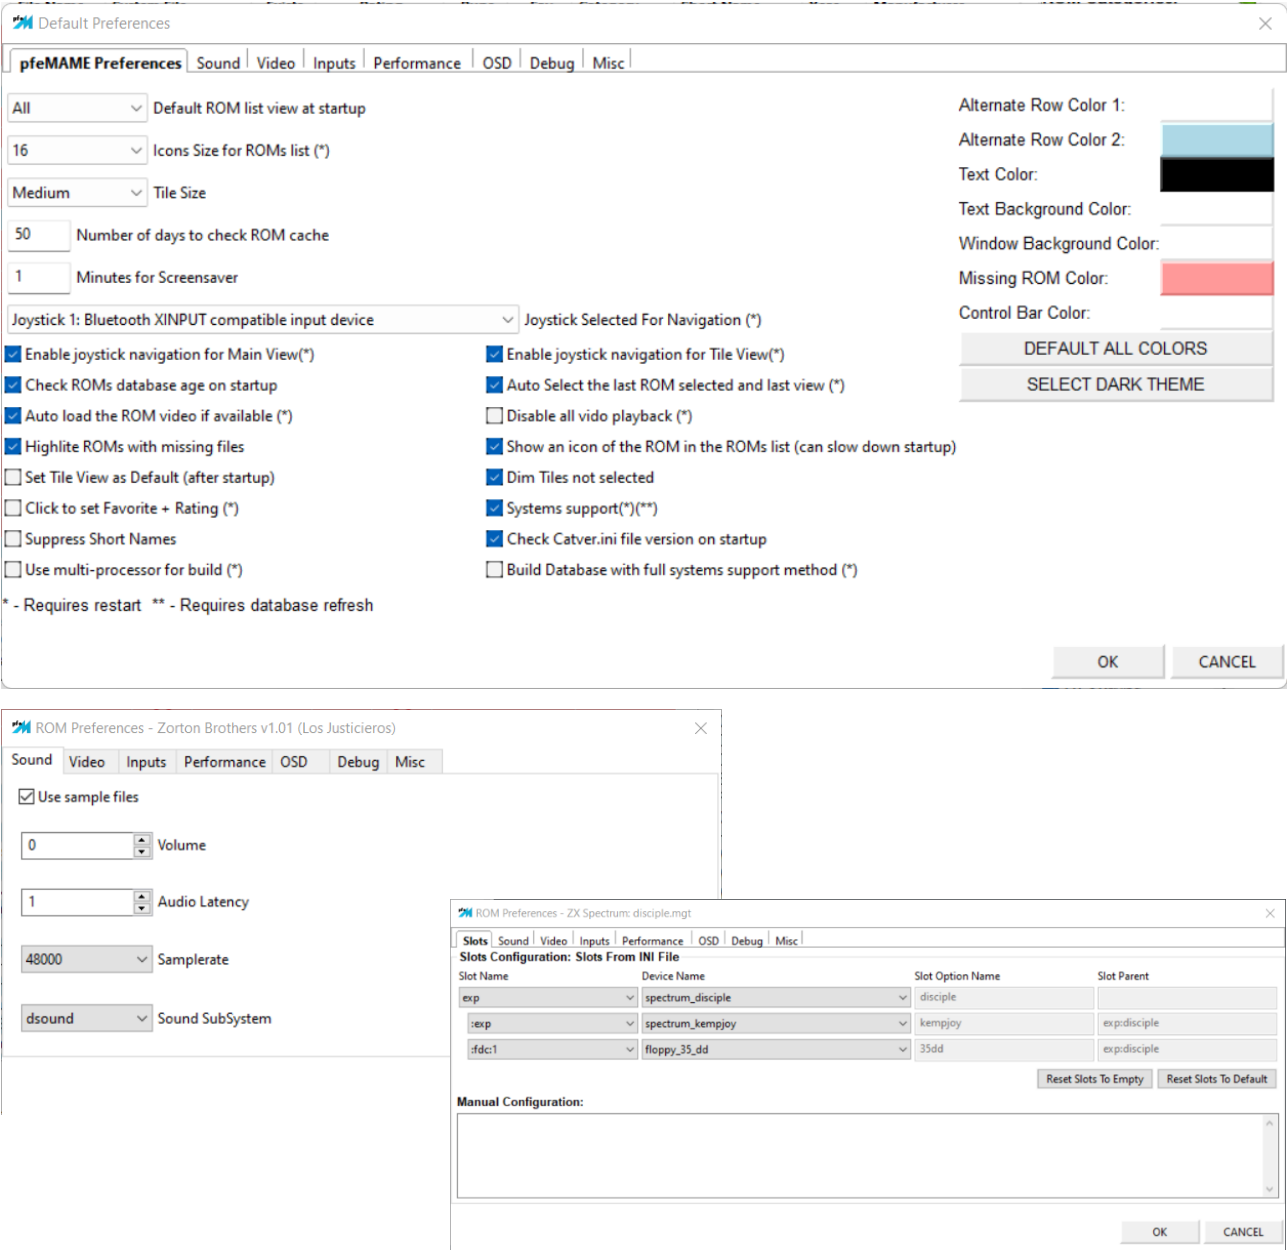 Default Preferences
pfeMAME Preferences Sound Video Inputs Performance OSD Debug Misc
All Default ROM list view at startup
16 Icons Size for ROMs list (*)
Medium Tile Size
50 Number of days to check ROM cache
1 Minutes for Screensaver
Joystick 1: Bluetooth XINPUT compatible input device Joystick Selected For Navigation (*)
Enable joystick navigation for Main View(*) Enable joystick navigation for Tile View(*)
Check ROMs database age on startup Auto Select the last ROM selected and last view (*)
Auto load the ROM video if available (*) Disable all vido playback (*)
Highlite ROMs with missing files Show an icon of the ROM in the ROMs list (can slow down startup)
Set Tile View as Default (after startup) Dim Tiles not selected
Click to set Favorite + Rating (*) Systems support(*)(**)
Suppress Short Names Check Catver.ini file version on startup
Use multi-processor for build (*) Build Database with full systems support method (*)
* - Requires restart ** - Requires database refresh
Alternate Row Color 1:
Alternate Row Color 2:
Text Color:
Text Background Color:
Window Background Color:
Missing ROM Color:
Control Bar Color:
DEFAULT ALL COLORS
SELECT DARK THEME
OK CANCEL
ROM Preferences - Zorton Brothers v1.01 (Los Justicieros)
Sound Video Inputs Performance OSD Debug Misc
Use sample files
0 Volume
1 Audio Latency
48000 Samplerate
dsound Sound SubSystem
ROM Preferences - ZX Spectrum: disciple.mgt
Slots Sound Video Inputs Performance OSD Debug Misc
Slots Configuration: Slots From INI File
Slot Name Device Name Slot Option Name Slot Parent
exp spectrum_disciple disciple
:exp spectrum_kempjoy kempjoy exp:disciple
:fdc:1 floppy_35_dd 35dd exp:disciple
Reset Slots To Empty Reset Slots To Default
Manual Configuration:
OK CANCEL